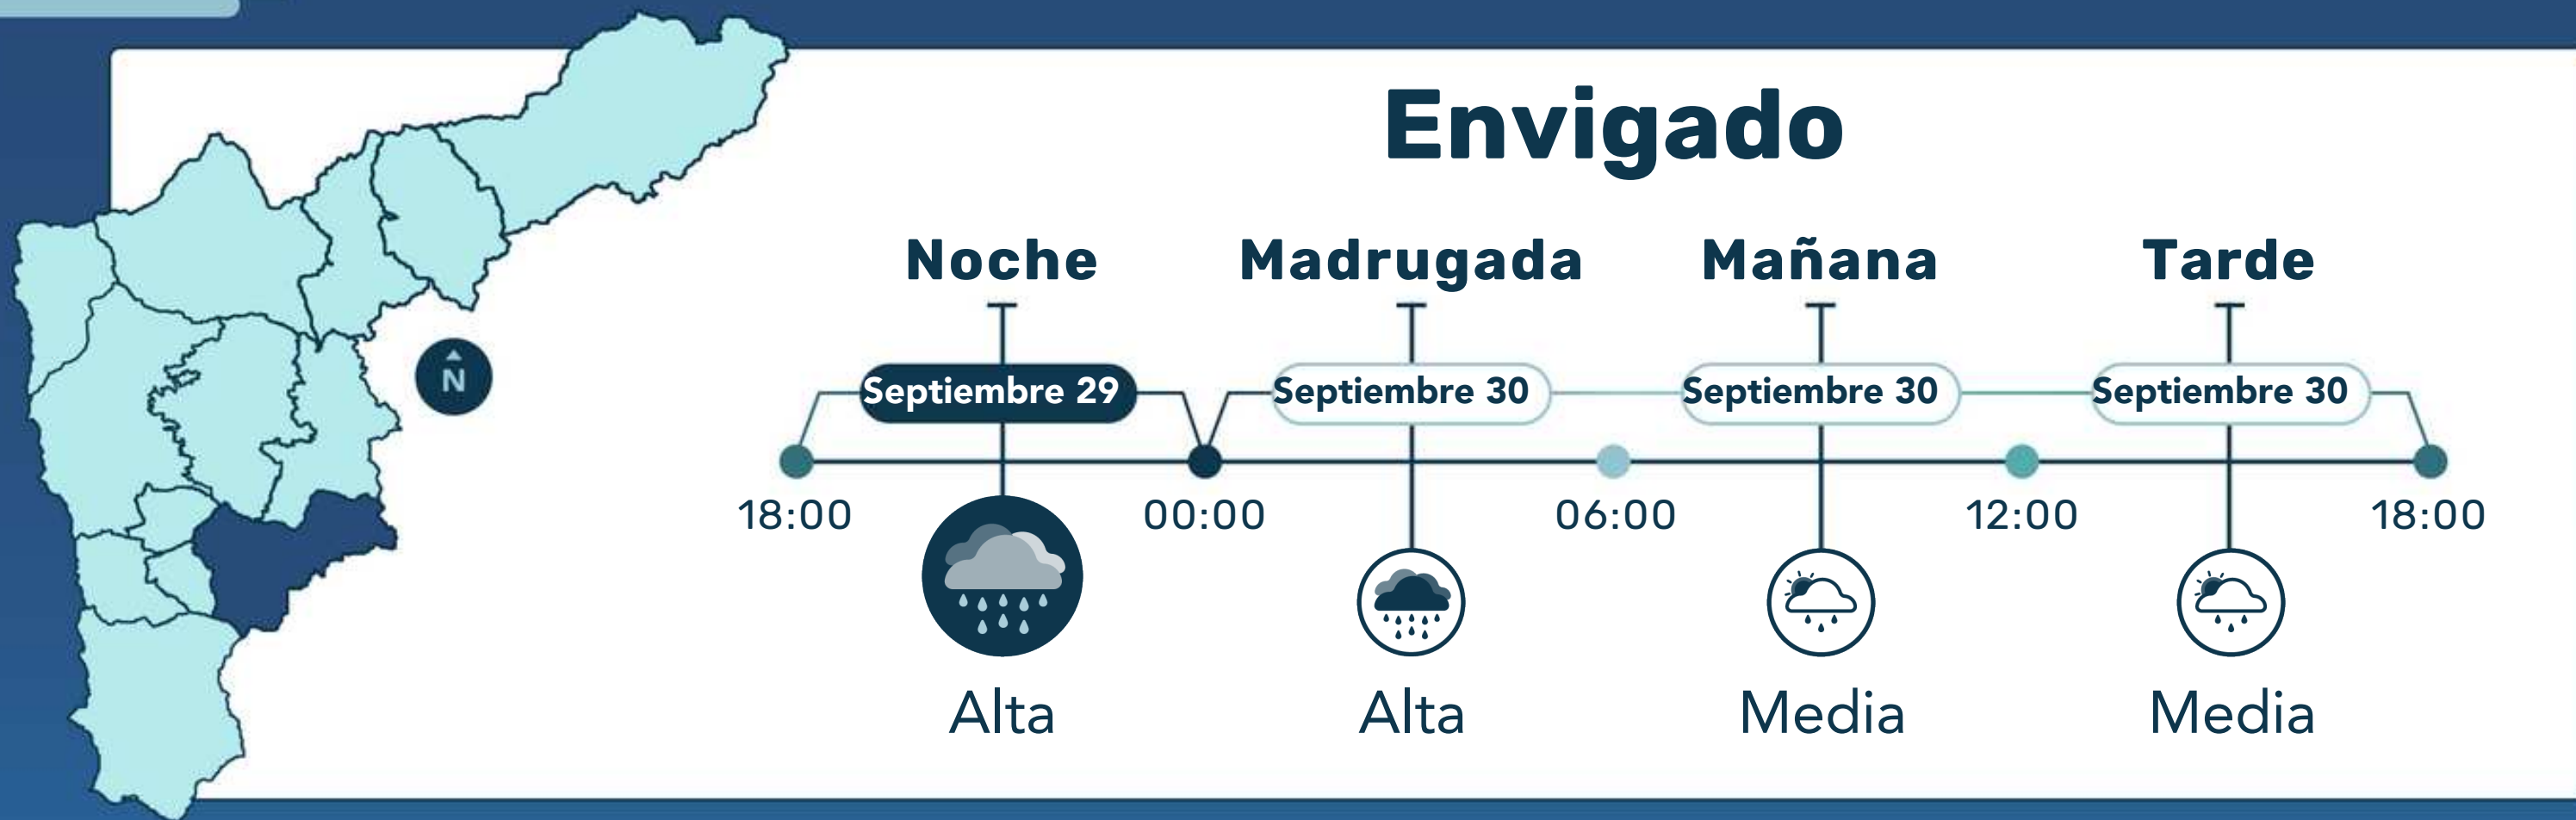 Envigado
Noche Madrugada Mañana Tarde
N
Septiembre 29 Septiembre 30 Septiembre 30 Septiembre 30
18:00 00:00 06:00 12:00 18:00
Alta Alta Media Media